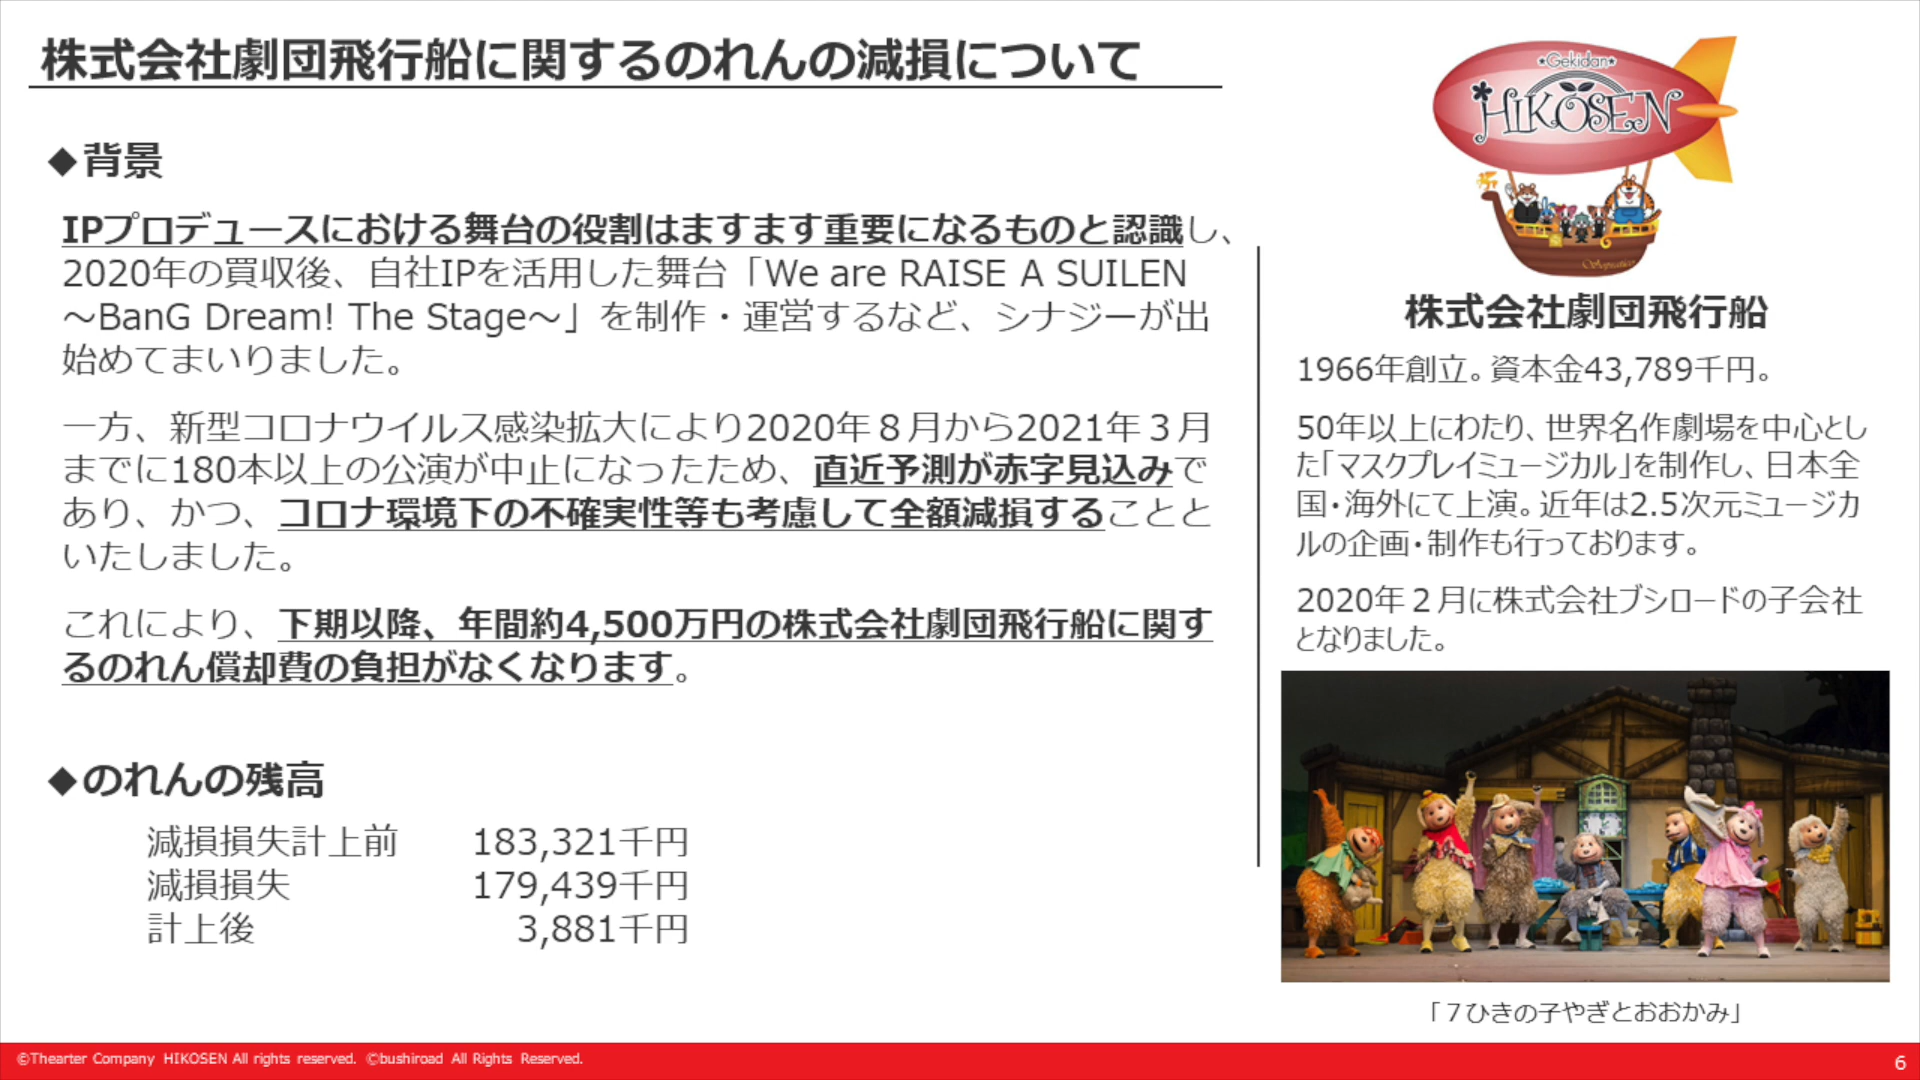 株式会社劇団飛行船に関するのれんの減損について
◆背景
IPプロデュースにおける舞台の役割はますます重要になるものと認識し、
2020年の買収後、自社IPを活用した舞台「We are RAISE A SUILEN
～BanG Dream! The Stage～」を制作・運営するなど、シナジーが出
始めてまいりました。
一方、新型コロナウイルス感染拡大により2020年８月から2021年３月
までに180本以上の公演が中止になったため、直近予測が赤字見込みで
あり、かつ、コロナ環境下の不確実性等も考慮して全額減損することと
いたしました。
これにより、下期以降、年間約4,500万円の株式会社劇団飛行船に関す
るのれん償却費の負担がなくなります。
◆のれんの残高
減損損失計上前 183,321千円
減損損失 179,439千円
計上後 3,881千円
★Gekidan★
HIKOSEN
株式会社劇団飛行船
1966年創立。資本金43,789千円。
50年以上にわたり、世界名作劇場を中心とし
た「マスクプレイミュージカル」を制作し、日本全
国・海外にて上演。近年は2.5次元ミュージカ
ルの企画・制作も行っております。
2020年２月に株式会社ブシロードの子会社
となりました。
「７ひきの子やぎとおおかみ」
©Thearter Company HIKOSEN All rights reserved. ©bushiroad All Rights Reserved.
6